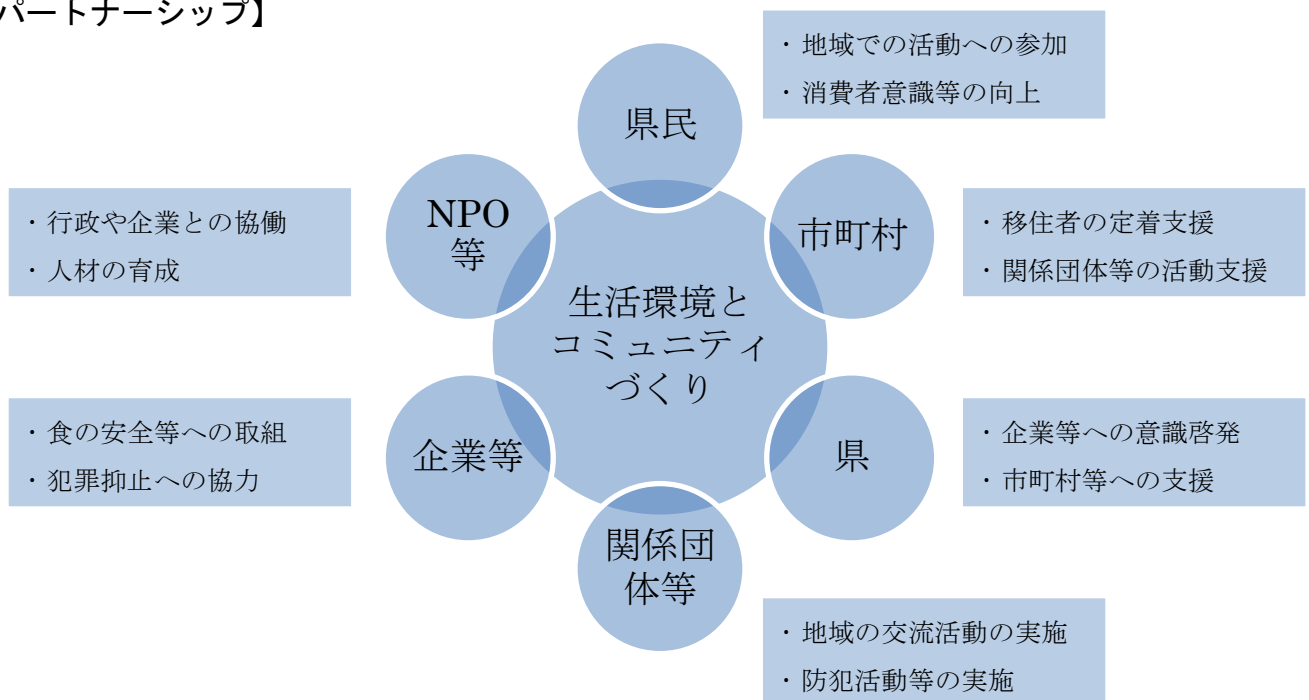 パートナーシップ】
・地域での活動への参加
・消費者意識等の向上
県民
NPO
等
・行政や企業との協働
・人材の育成
市町村
・移住者の定着支援
・関係団体等の活動支援
生活環境と
コミュニティ
づくり
企業等
・食の安全等への取組
・犯罪抑止への協力
県
・企業等への意識啓発
・市町村等への支援
関係団
体等
・地域の交流活動の実施
・防犯活動等の実施